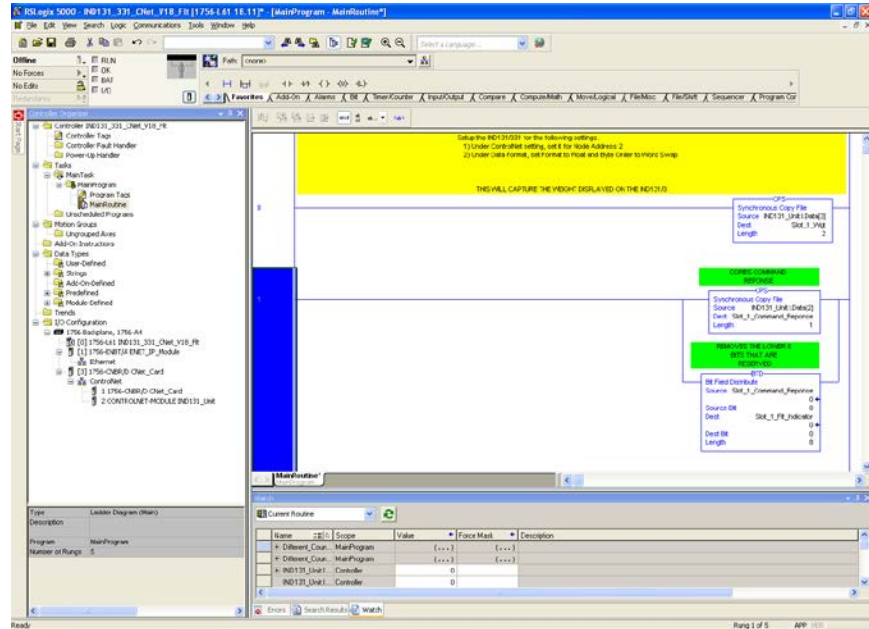 RSLogix 5000 - IND131_331_CNet_V18_Flt [1756-L61 18.11]* - [MainProgram - MainRoutine*]
File Edit View Search Logic Communications Tools Window Help
Select a Language...
Offline
RUN
Path: <none>
No Forces
OK
BAT
No Edits
I/O
Redundancy
Favorites Add-On Alarms Bit Timer/Counter Input/Output Compare Compute/Math Move/Logical File/Misc. File/Shift Sequencer Program Con
Controller Organizer
Start Page
Controller IND131_331_CNet_V18_Flt
Controller Tags
Controller Fault Handler
Power-Up Handler
Tasks
MainTask
MainProgram
Program Tags
MainRoutine
Unscheduled Programs
Motion Groups
Ungrouped Axes
Add-On Instructions
Data Types
User-Defined
Strings
Add-On-Defined
Predefined
Module-Defined
Trends
I/O Configuration
1756 Backplane, 1756-A4
[0] 1756-L61 IND131_331_CNet_V18_Flt
[1] 1756-ENBT/A ENET_IP_Module
Ethernet
[3] 1756-CNBR/D CNet_Card
ControlNet
1 1756-CNBR/D CNet_Card
2 CONTROLNET-MODULE IND131_Unit
Setup the IND131/331 for the following settings.
1) Under ControlNet setting, set it for Node Address 2
2) Under Data Format, set Format to Float and Byte Order to Word Swap
THIS WILL CAPTURE THE WEIGHT DISPLAYED ON THE IND131/3
0
CPS
Synchronous Copy File
Source IND131_Unit:I.Data[3]
Dest Slot_1_Wgt
Length 2
COPIES COMMAND
REPONSE
1
CPS
Synchronous Copy File
Source IND131_Unit:I.Data[2]
Dest Slot_1_Command_Reponse
Length 1
REMOVES THE LOWER 8
BITS THAT ARE
RESERVED
BTD
Bit Field Distribute
Source Slot_1_Command_Reponse
0
Source Bit 0
Dest Slot_1_FP_Indicator
0
Dest Bit 0
Length 8
MainRoutine*
MainProgram
Type Ladder Diagram (Main)
Description
Program MainProgram
Number of Rungs 5
Watch
Current Routine
Name Scope Value Force Mask Description
+ Different_Coun... MainProgram {...} {...}
+ Different_Coun... MainProgram {...} {...}
+ IND131_Unit:I... Controller 0
IND131_Unit:I... Controller 0
Errors Search Results Watch
Ready
Rung 1 of 5 APP VER